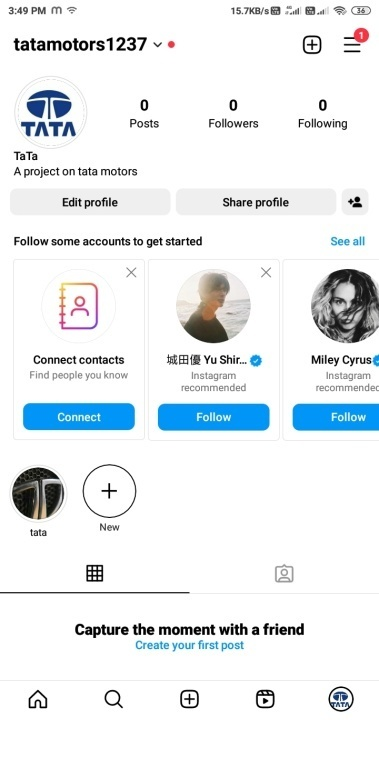 3:49 PM
15.7KB/s
4G
36
tatamotors1237
1
TATA
0 0 0
Posts Followers Following
TaTa
A project on tata motors
Edit profile Share profile
Follow some accounts to get started See all
Connect contacts 城田優 Yu Shir... Miley Cyrus
Find people you know Instagram recommended Instagram recommended
Connect Follow Follow
tata New
Capture the moment with a friend
Create your first post
TATA